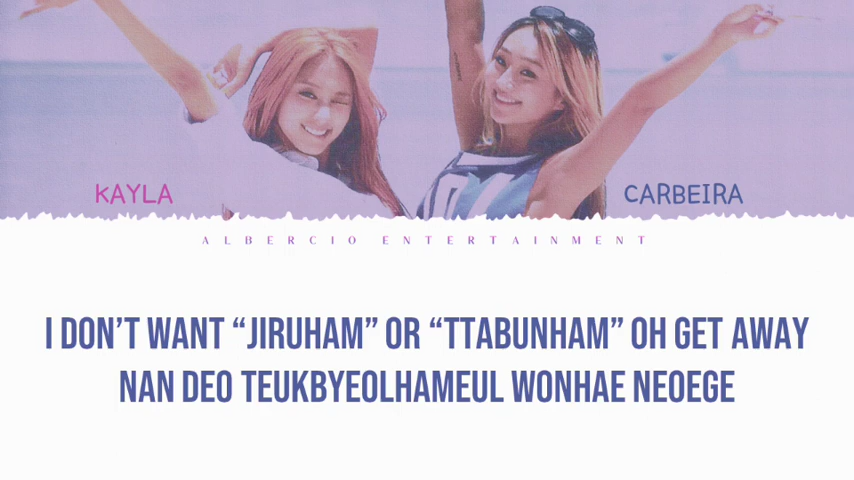 KAYLA
CARBEIRA
ALBERCIO ENTERTAINMENT
I DON’T WANT “JIRUHAM” OR “TTABUNHAM” OH GET AWAY
NAN DEO TEUKBYEOLHAMEUL WONHAE NEOEGE